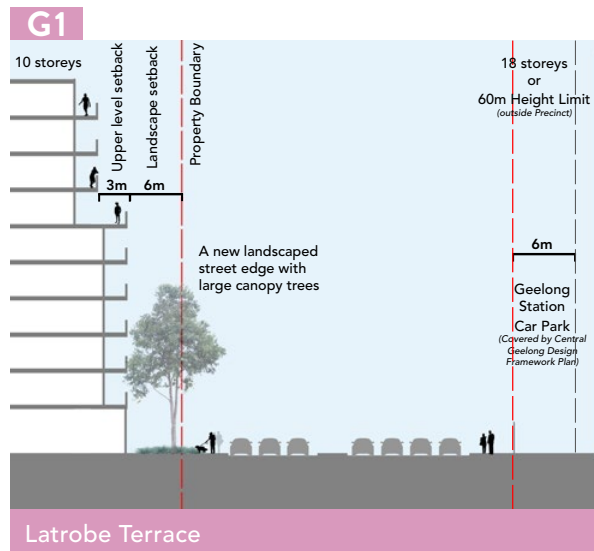 G1
10 storeys
Upper level setback
Landscape setback
Property Boundary
18 storeys
or
60m Height Limit
(outside Precinct)
3m
6m
A new landscaped
street edge with
large canopy trees
6m
Geelong
Station
Car Park
(Covered by Central
Geelong Design
Framework Plan)
Latrobe Terrace